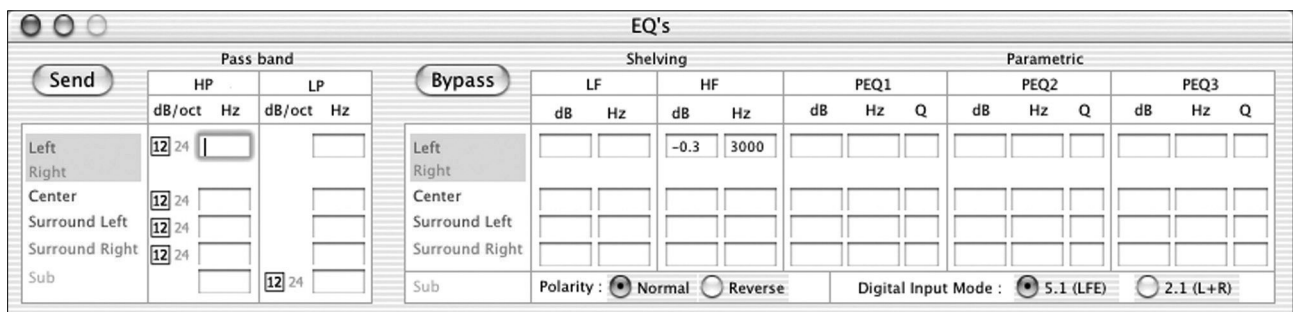 EQ's
Pass band Shelving Parametric
Send HP LP Bypass LF HF PEQ1 PEQ2 PEQ3
dB/oct Hz dB/oct Hz dB Hz dB Hz dB Hz Q dB Hz Q dB Hz Q
Left 12 24 Left -0.3 3000
Right Right
Center 12 24 Center
Surround Left 12 24 Surround Left
Surround Right 12 24 Surround Right
Sub 12 24 Sub Polarity : Normal Reverse Digital Input Mode : 5.1 (LFE) 2.1 (L+R)